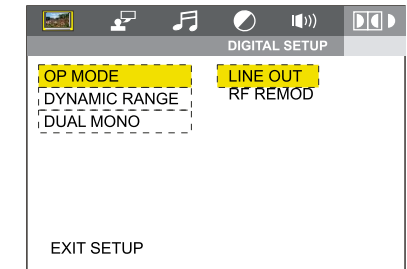 DIGITAL SETUP
OP MODE LINE OUT
DYNAMIC RANGE RF REMOD
DUAL MONO
EXIT SETUP